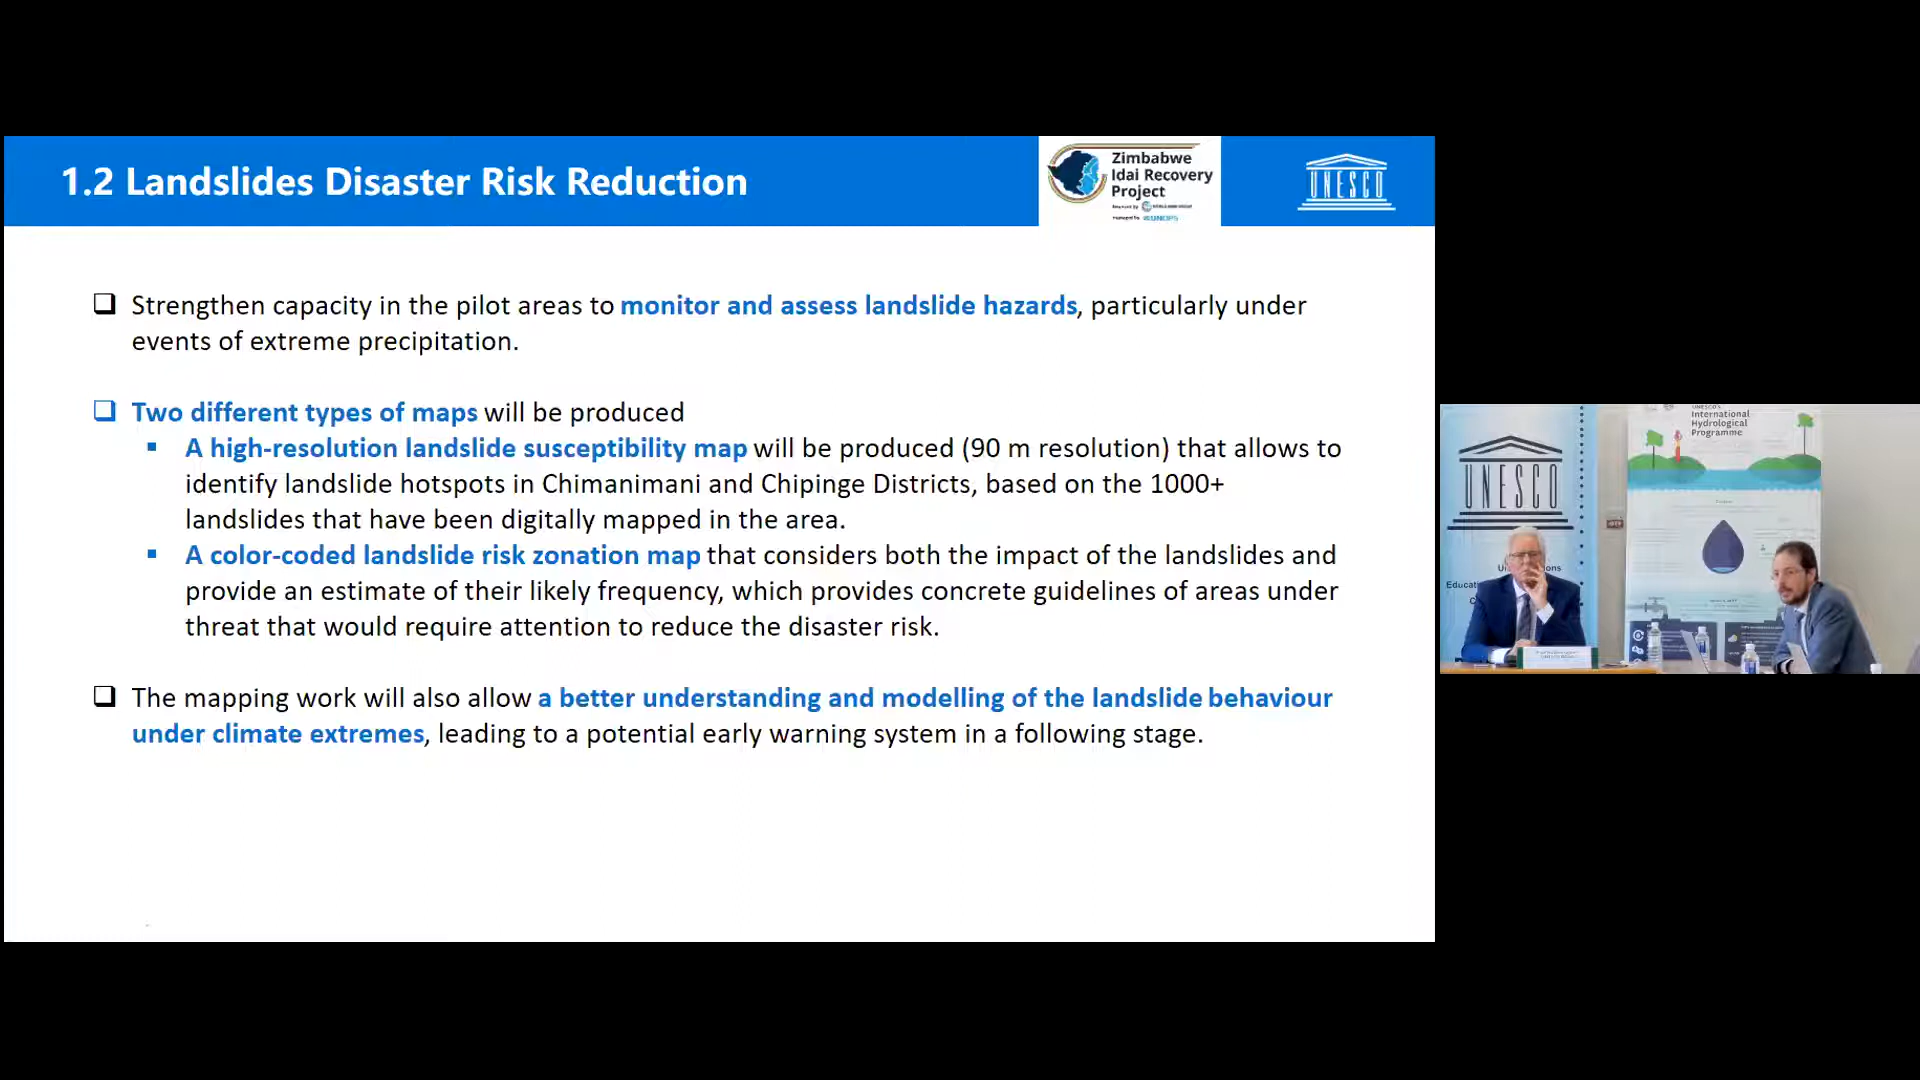 1.2 Landslides Disaster Risk Reduction
Zimbabwe
Idai Recovery
Project
UNESCO
Strengthen capacity in the pilot areas to monitor and assess landslide hazards, particularly under
events of extreme precipitation.
Two different types of maps will be produced
A high-resolution landslide susceptibility map will be produced (90 m resolution) that allows to
identify landslide hotspots in Chimanimani and Chipinge Districts, based on the 1000+
landslides that have been digitally mapped in the area.
A color-coded landslide risk zonation map that considers both the impact of the landslides and
provide an estimate of their likely frequency, which provides concrete guidelines of areas under
threat that would require attention to reduce the disaster risk.
The mapping work will also allow a better understanding and modelling of the landslide behaviour
under climate extremes, leading to a potential early warning system in a following stage.
UNESCO
UNESCO's
International
Hydrological
Programme